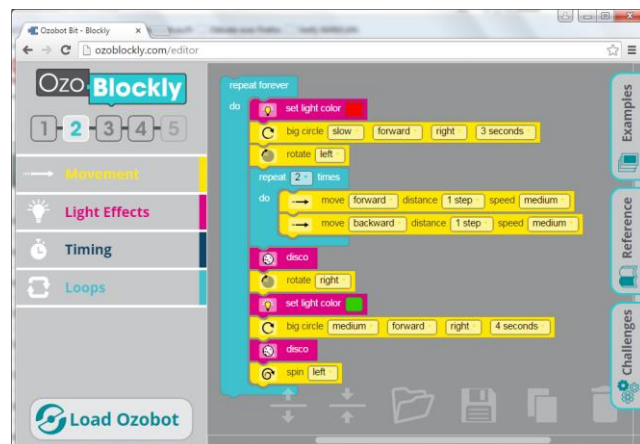 Ozobot Bit - Blockly
ozoblockly.com/editor
Ozo Blockly
1 2 3 4 5
Movement
Light Effects
Timing
Loops
Load Ozobot
repeat forever
do
set light color
big circle slow forward right 3 seconds
rotate left
repeat 2 times
do
move forward distance 1 step speed medium
move backward distance 1 step speed medium
disco
rotate right
set light color
big circle medium forward right 4 seconds
disco
spin left
Examples
Reference
Challenges